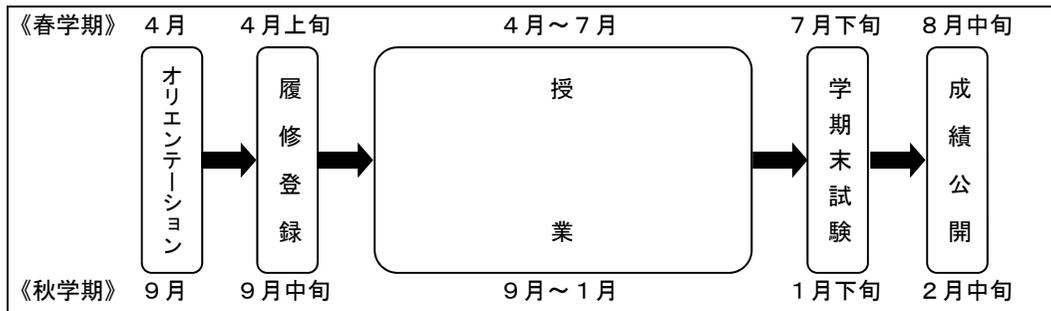 《春学期》 4月 4月上旬 4月~7月 7月下旬 8月中旬
オリエンテーション
履修登録
授業
学期末試験
成績公開
《秋学期》 9月 9月中旬 9月~1月 1月下旬 2月中旬